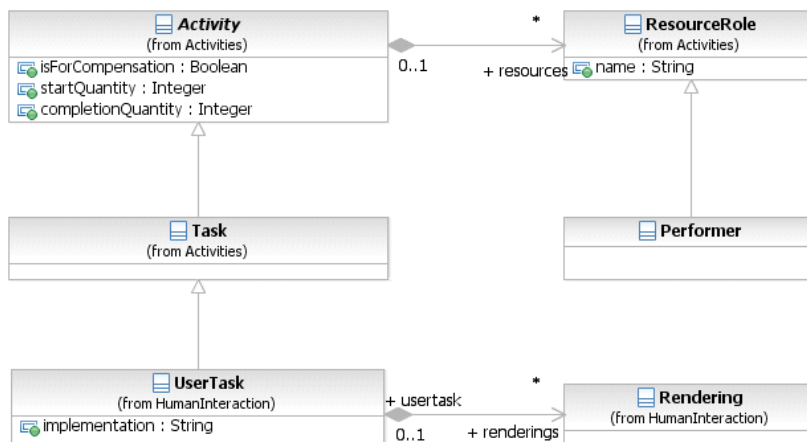 Activity
(from Activities)
isForCompensation : Boolean
startQuantity : Integer
completionQuantity : Integer
*
0..1
+ resources
ResourceRole
(from Activities)
name : String
Task
(from Activities)
Performer
UserTask
(from HumanInteraction)
implementation : String
+ usertask
*
0..1
+ renderings
Rendering
(from HumanInteraction)